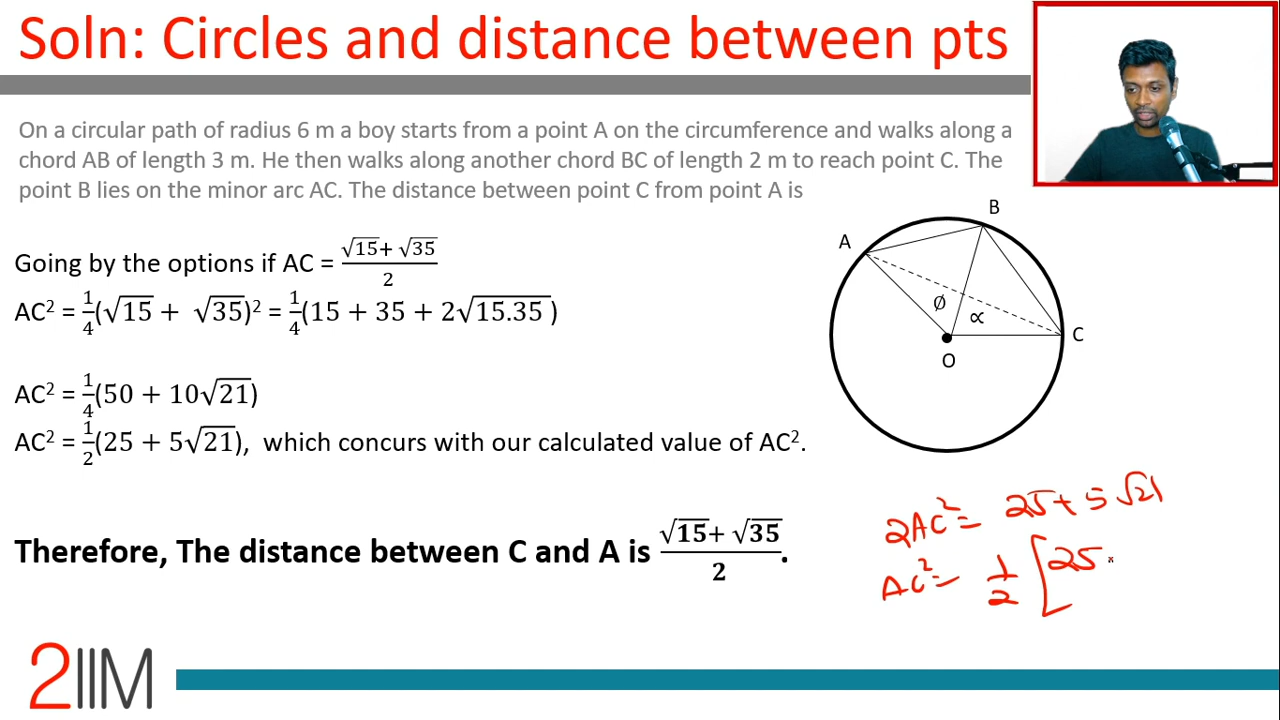 Soln: Circles and distance between pts
On a circular path of radius 6 m a boy starts from a point A on the circumference and walks along a
chord AB of length 3 m. He then walks along another chord BC of length 2 m to reach point C. The
point B lies on the minor arc AC. The distance between point C from point A is
Going by the options if AC = (√15+ √35)/2
AC² = 1/4(√15 + √35)² = 1/4(15 + 35 + 2√15.35 )
AC² = 1/4(50 + 10√21)
AC² = 1/2(25 + 5√21), which concurs with our calculated value of AC².
Therefore, The distance between C and A is (√15+ √35)/2.
B
A
∅
∝
C
O
2AC² = 25 + 5√21
AC² = 1/2 [25
2IIM